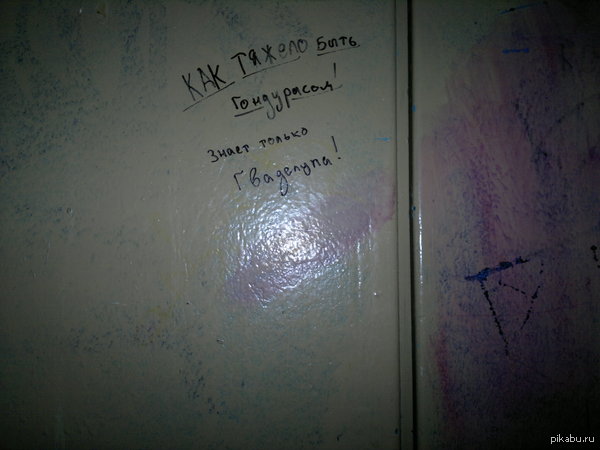 КАК ТЯЖЕЛО БЫТЬ
Гондурасом!
Знает только
Гваделупа!
pikabu.ru